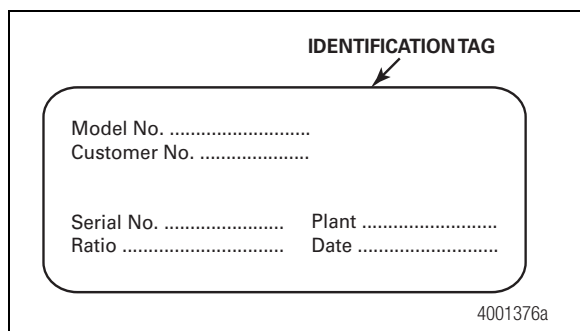 IDENTIFICATION TAG
Model No. ...........................
Customer No. .....................
Serial No. ....................... Plant ..........................
Ratio ............................... Date ...........................
4001376a